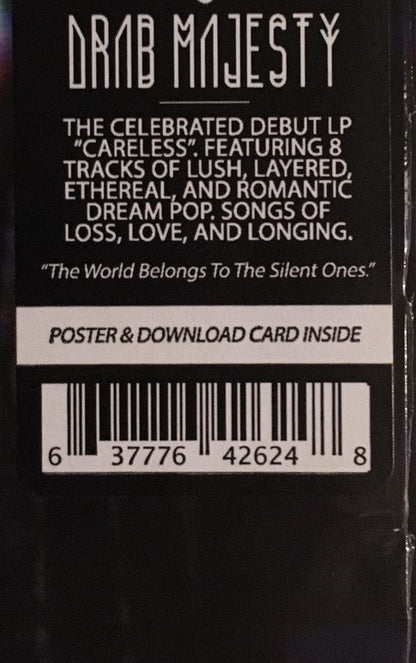 DRAB MAJESTY
THE CELEBRATED DEBUT LP
"CARELESS". FEATURING 8
TRACKS OF LUSH, LAYERED,
ETHEREAL, AND ROMANTIC
DREAM POP. SONGS OF
LOSS, LOVE, AND LONGING.
"The World Belongs To The Silent Ones."
POSTER & DOWNLOAD CARD INSIDE
6 37776 42624 8